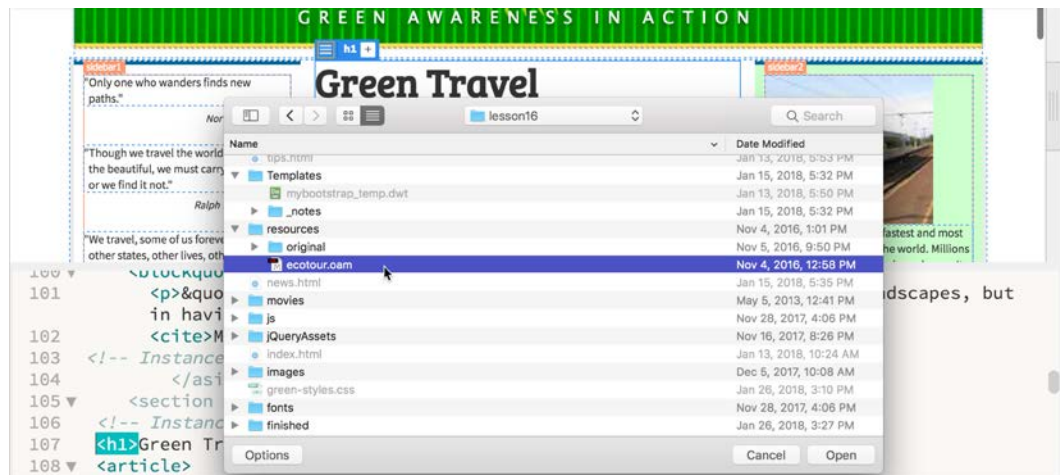 GREEN AWARENESS IN ACTION
h1 +
sidebar1
sidebar2
Green Travel
"Only one who wanders finds new
paths."
Nor
"Though we travel the world
the beautiful, we must carry
or we find it not."
Ralph
"We travel, some of us foreve
other states, other lives, oth
fastest and most
he world. Millions
lesson16
Search
Name Date Modified
tips.html Jan 13, 2018, 5:53 PM
Templates Jan 15, 2018, 5:32 PM
mybootstrap_temp.dwt Jan 13, 2018, 5:50 PM
_notes Jan 15, 2018, 5:32 PM
resources Nov 4, 2016, 1:01 PM
original Nov 5, 2016, 9:50 PM
ecotour.oam Nov 4, 2016, 12:58 PM
news.html Jan 15, 2018, 5:35 PM
movies May 5, 2013, 12:41 PM
js Nov 28, 2017, 4:06 PM
jQueryAssets Nov 16, 2017, 8:26 PM
index.html Jan 13, 2018, 10:24 AM
images Dec 5, 2017, 10:08 AM
green-styles.css Jan 26, 2018, 3:10 PM
fonts Nov 28, 2017, 4:06 PM
finished Jan 26, 2018, 3:27 PM
Options Cancel Open
100 <blockquo
101 <p>&quo dscapes, but
in havi
102 <cite>M
103 <!-- Instance
104 </asi
105 <section
106 <!-- Instanc
107 <h1>Green Tr
108 <article>